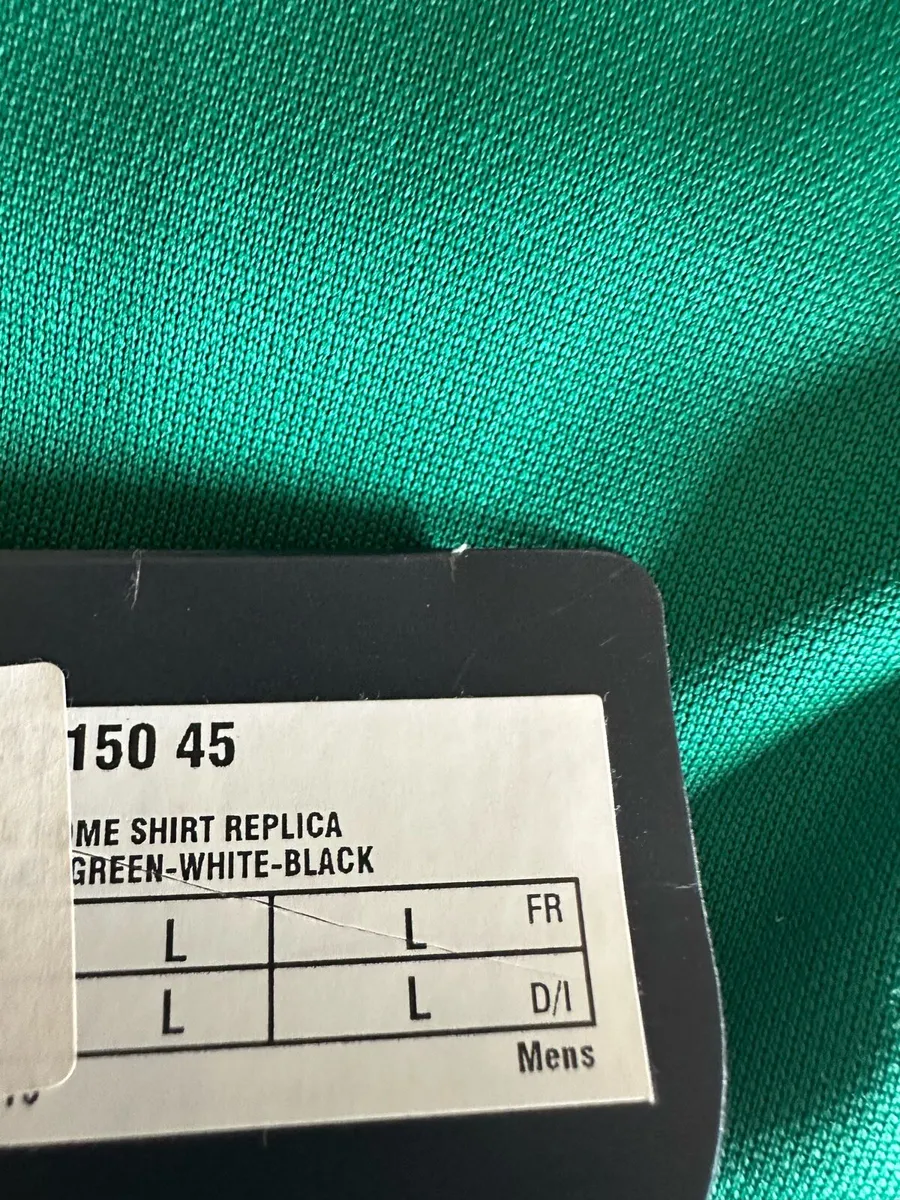 150 45
OME SHIRT REPLICA
GREEN-WHITE-BLACK
L L FR
L L D/I
Mens